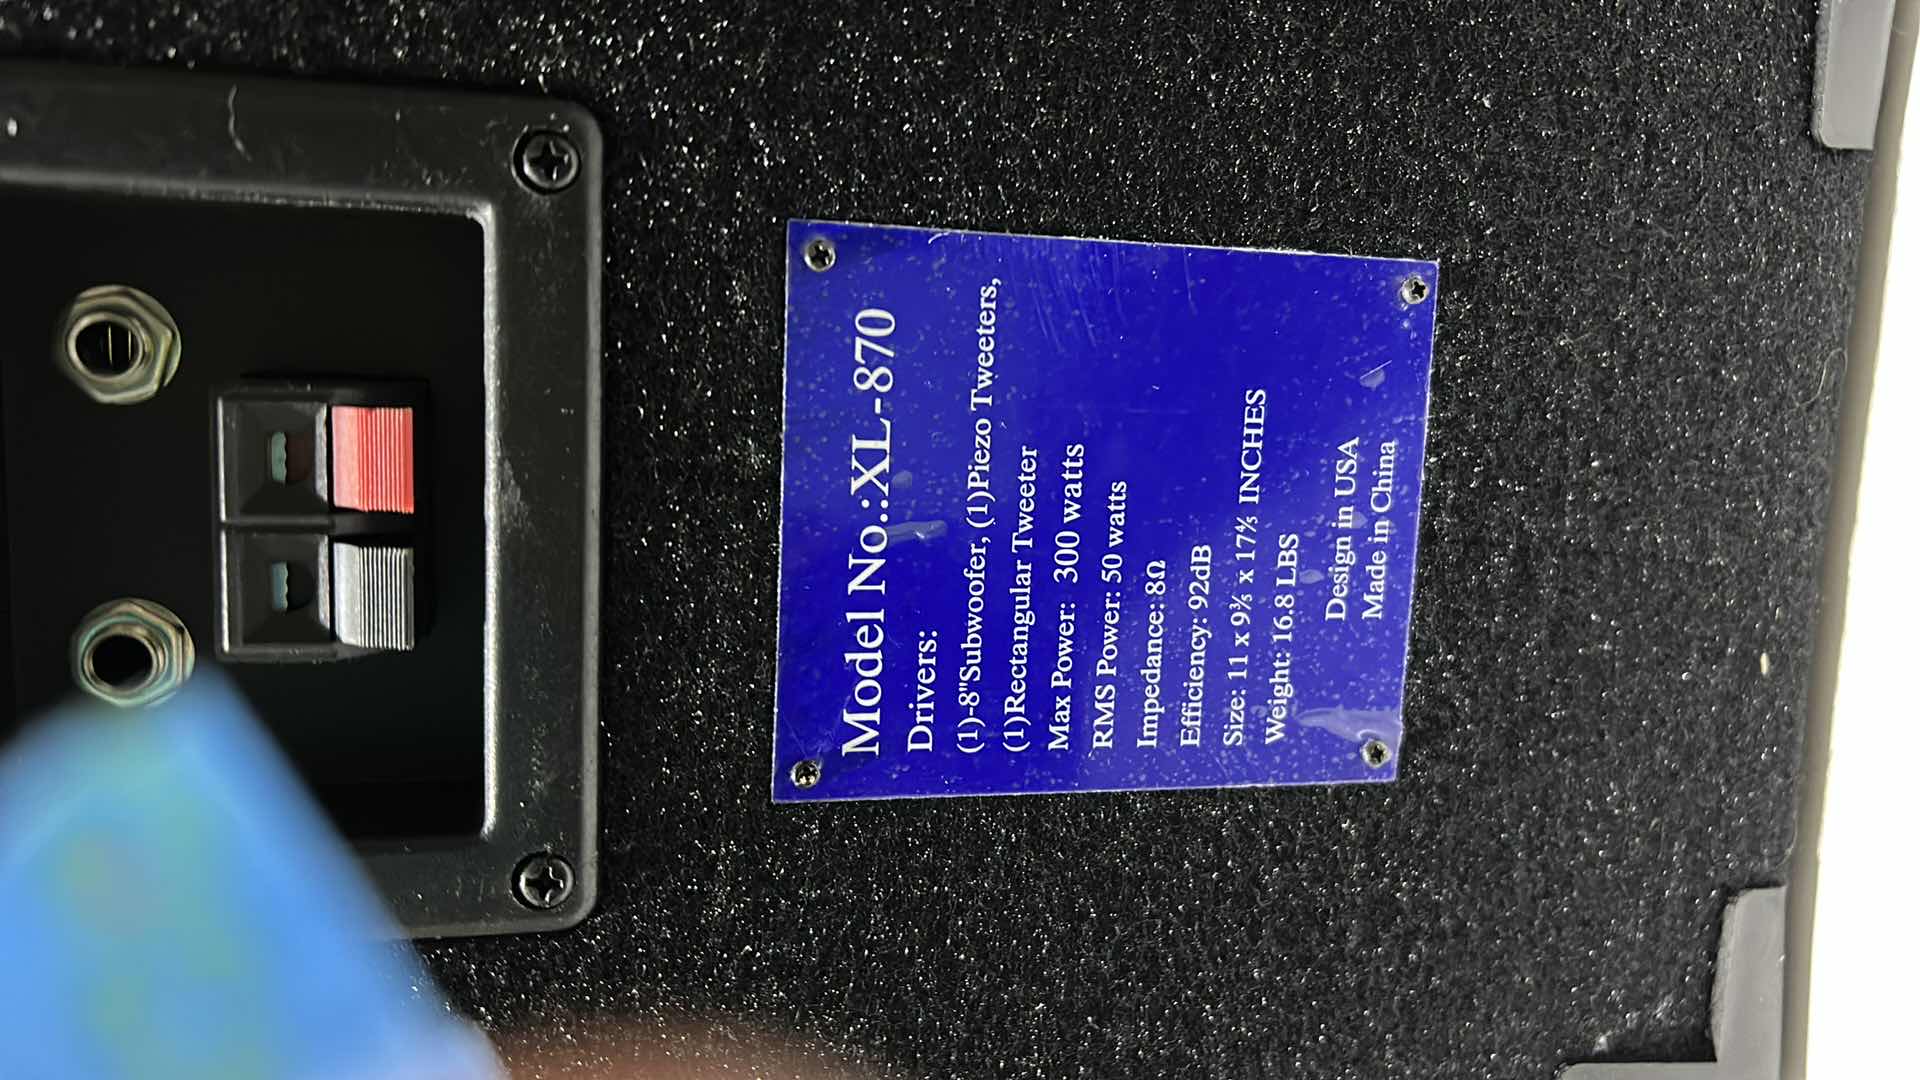 Model No.:XL-870
Drivers:
(1)-8"Subwoofer, (1)Piezo Tweeters,
(1)Rectangular Tweeter
Max Power: 300 watts
RMS Power: 50 watts
Impedance: 8Ω
Efficiency: 92dB
Size: 11 x 9⅗ x 17⅘ INCHES
Weight: 16.8 LBS
Design in USA
Made in China